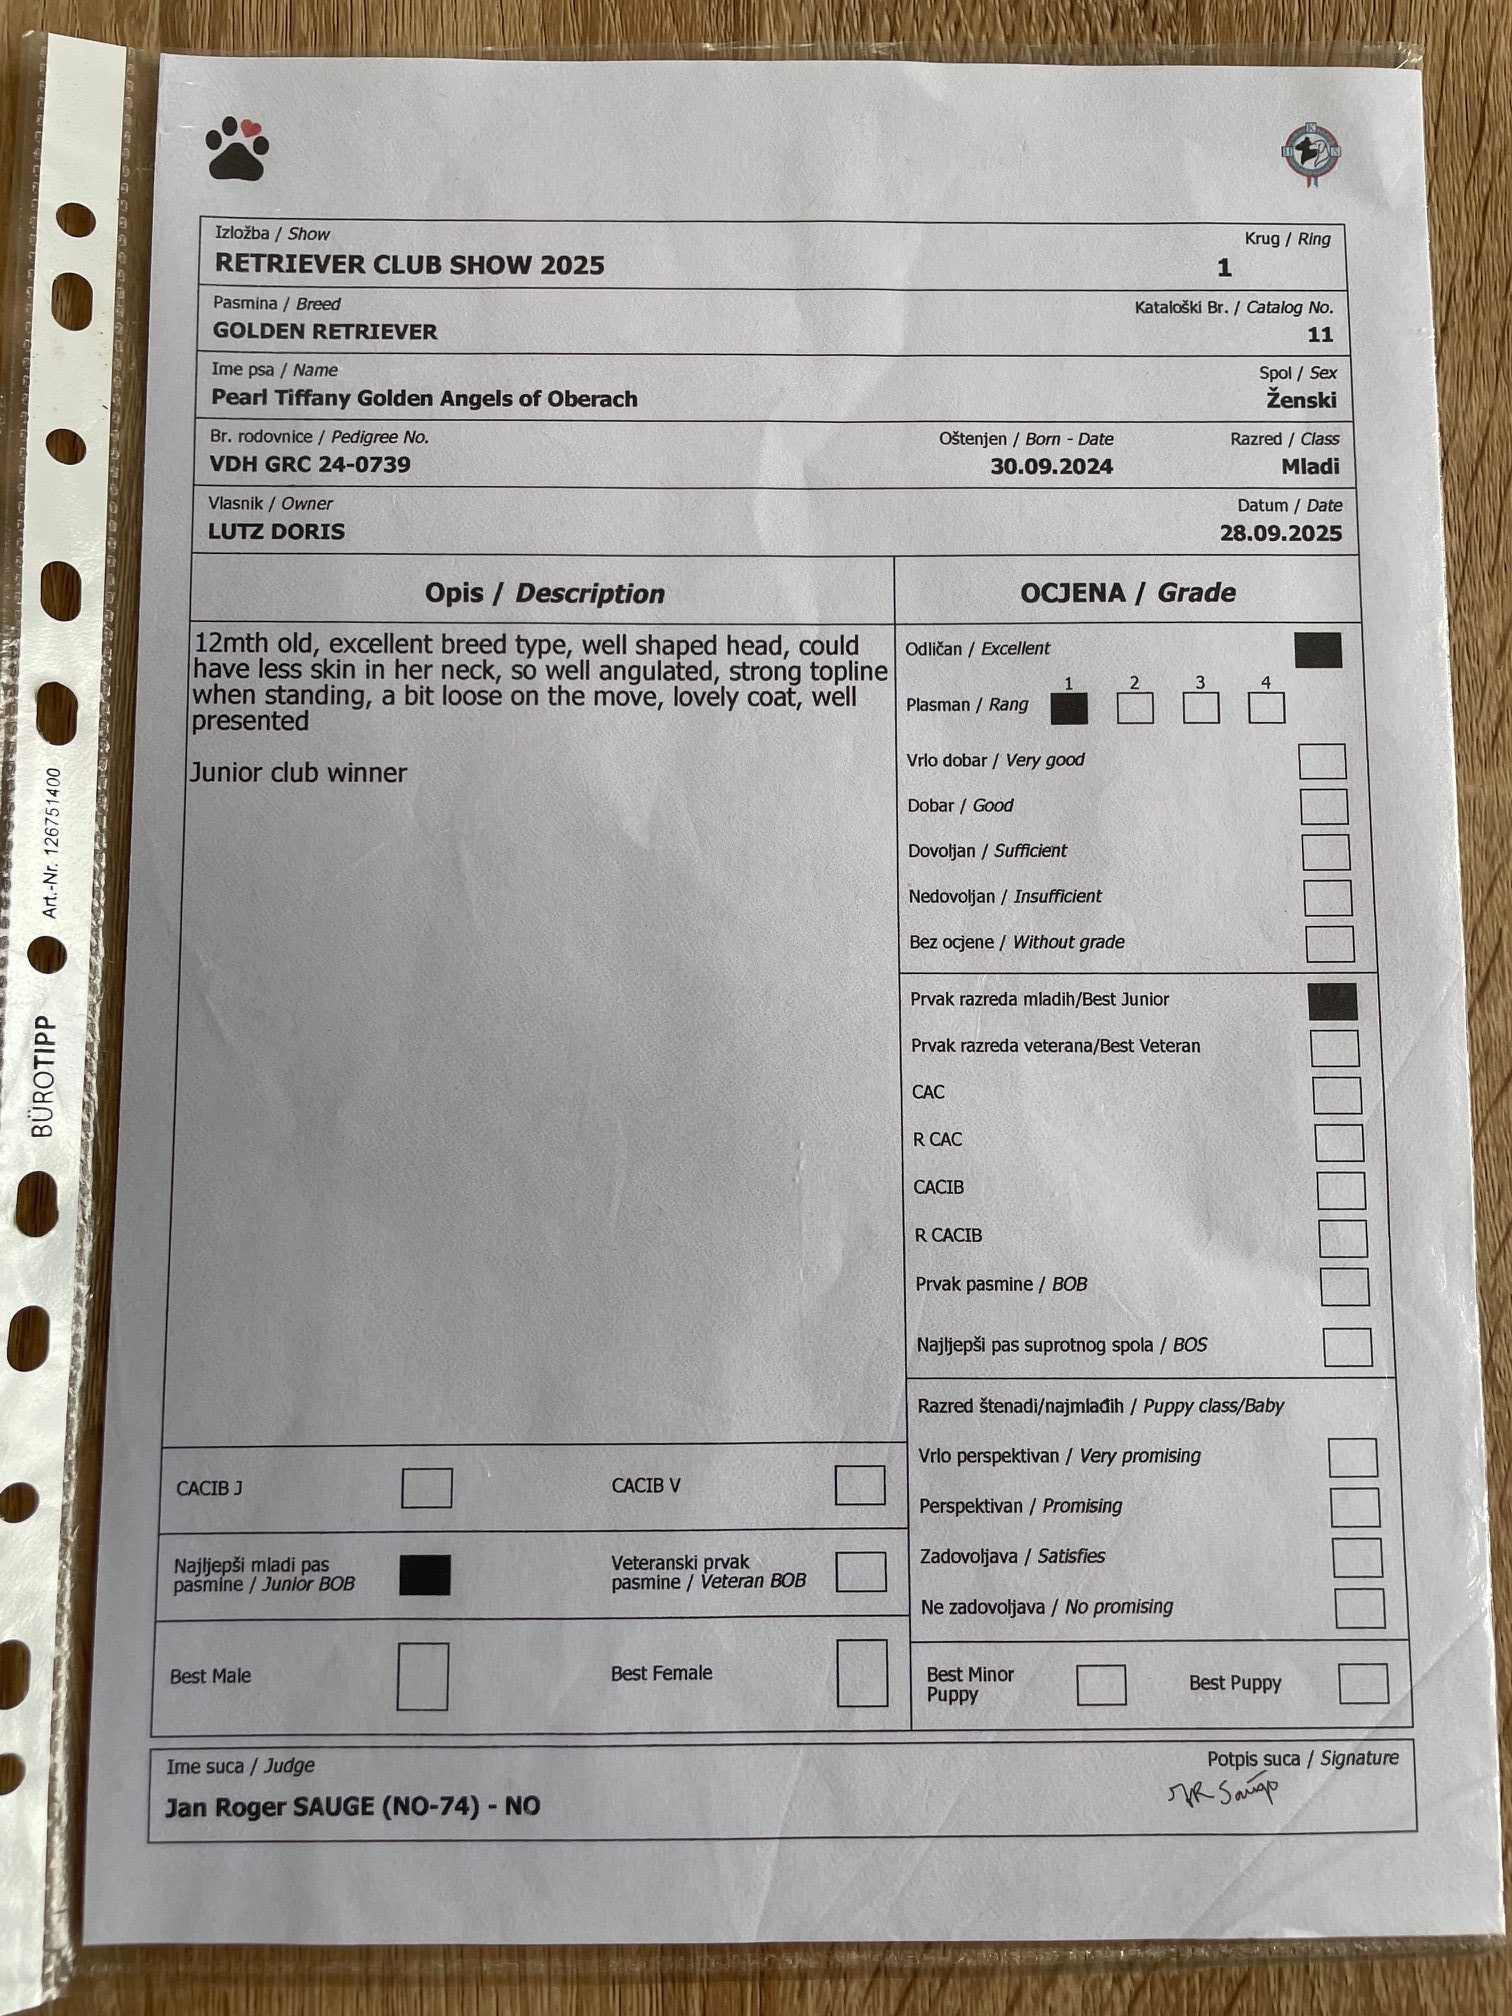 Izložba / Show
Krug / Ring
RETRIEVER CLUB SHOW 2025
1
Pasmina / Breed
Kataloški Br. / Catalog No.
GOLDEN RETRIEVER
11
Ime psa / Name
Spol / Sex
Pearl Tiffany Golden Angels of Oberach
Ženski
Br. rodovnice / Pedigree No.
Oštenjen / Born - Date
Razred / Class
VDH GRC 24-0739
30.09.2024
Mladi
Vlasnik / Owner
Datum / Date
LUTZ DORIS
28.09.2025
Opis / Description
12mth old, excellent breed type, well shaped head, could
have less skin in her neck, so well angulated, strong topline
when standing, a bit loose on the move, lovely coat, well
presented
Junior club winner
OCJENA / Grade
Odličan / Excellent
1 2 3 4
Plasman / Rang
Vrlo dobar / Very good
Dobar / Good
Dovoljan / Sufficient
Nedovoljan / Insufficient
Bez ocjene / Without grade
Prvak razreda mladih/Best Junior
Prvak razreda veterana/Best Veteran
CAC
R CAC
CACIB
R CACIB
Prvak pasmine / BOB
Najljepši pas suprotnog spola / BOS
Razred štenadi/najmlađih / Puppy class/Baby
Vrlo perspektivan / Very promising
Perspektivan / Promising
Zadovoljava / Satisfies
Ne zadovoljava / No promising
CACIB J
CACIB V
Najljepši mladi pas
pasmine / Junior BOB
Veteranski prvak
pasmine / Veteran BOB
Best Male
Best Female
Best Minor
Puppy
Best Puppy
Ime suca / Judge
Potpis suca / Signature
Jan Roger SAUGE (NO-74) - NO
BÜROTIPP Art.-Nr. 126751400